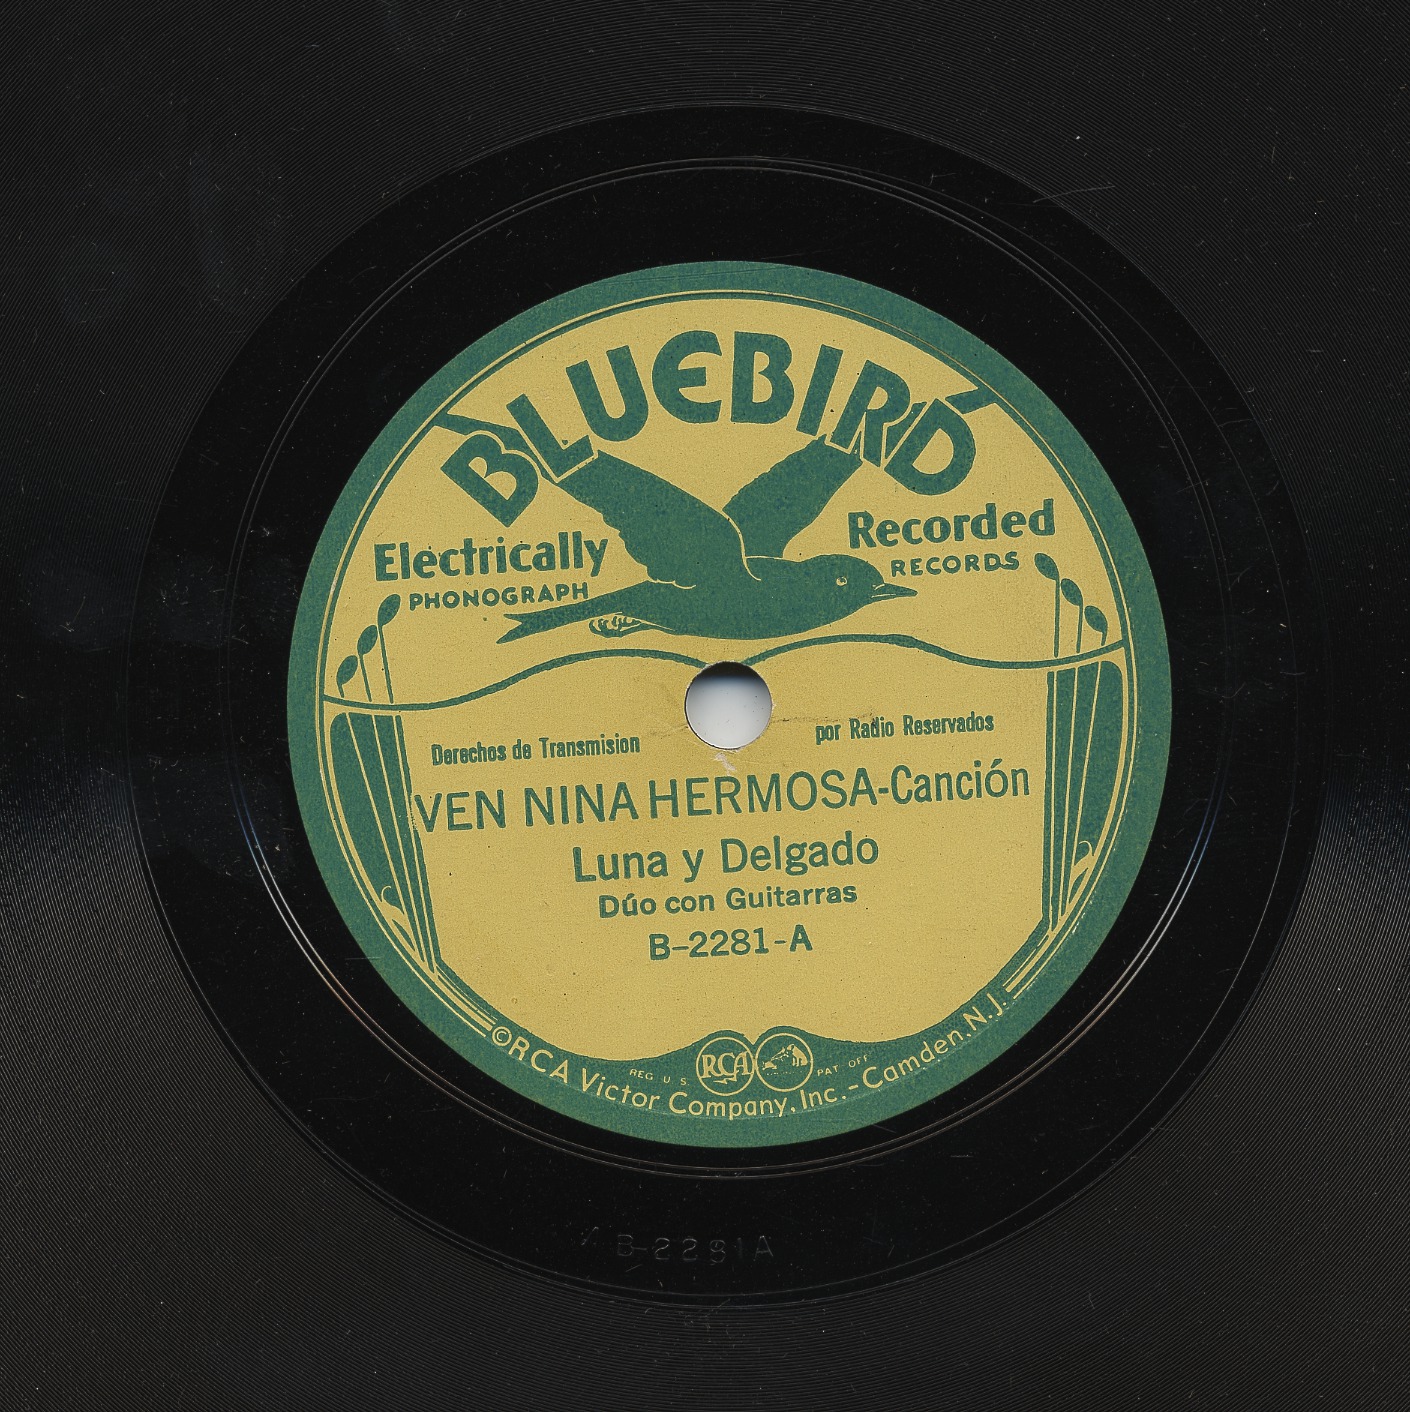 BLUEBIRD
Electrically Recorded
PHONOGRAPH RECORDS
Derechos de Transmision por Radio Reservados
VEN NINA HERMOSA-Canción
Luna y Delgado
Dúo con Guitarras
B-2281-A
RCA
REG U S PAT OFF
©RCA Victor Company, Inc.-Camden, N.J.
B-2281A